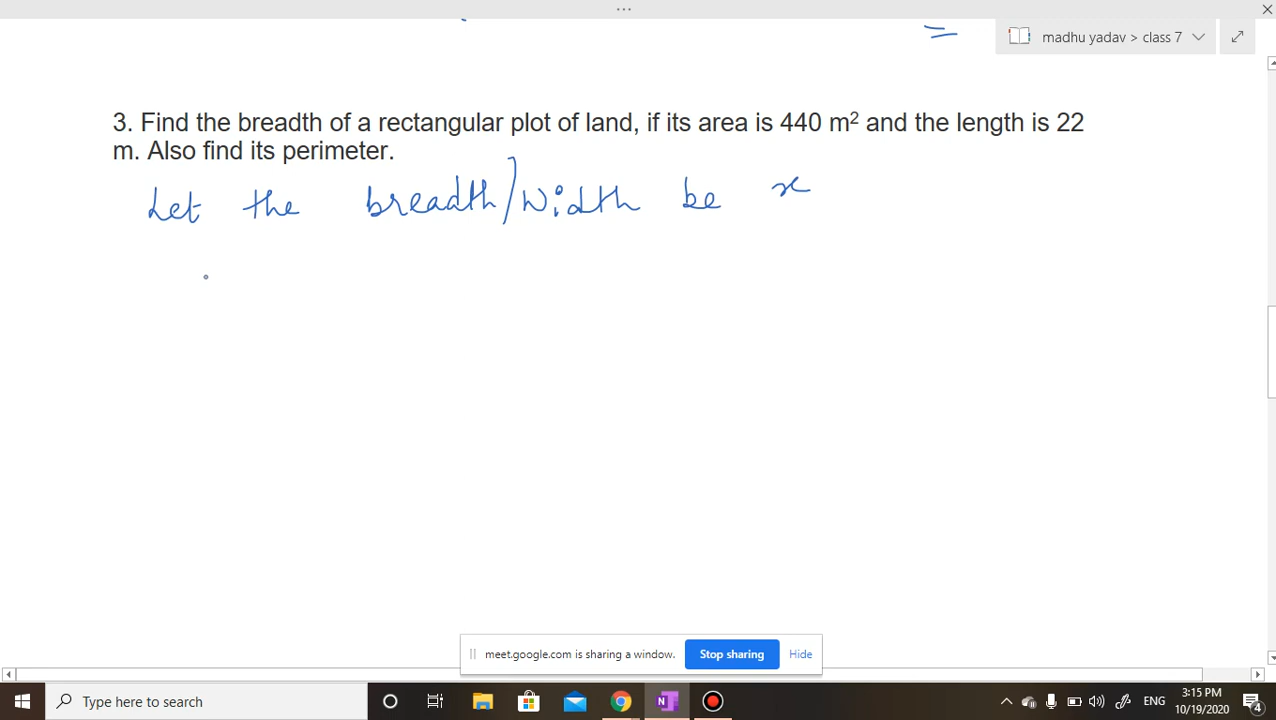 ...
madhu yadav > class 7
3. Find the breadth of a rectangular plot of land, if its area is 440 m² and the length is 22
m. Also find its perimeter.
Let the breadth/width be x
meet.google.com is sharing a window. Stop sharing Hide
Type here to search
N
ENG
3:15 PM
10/19/2020
4